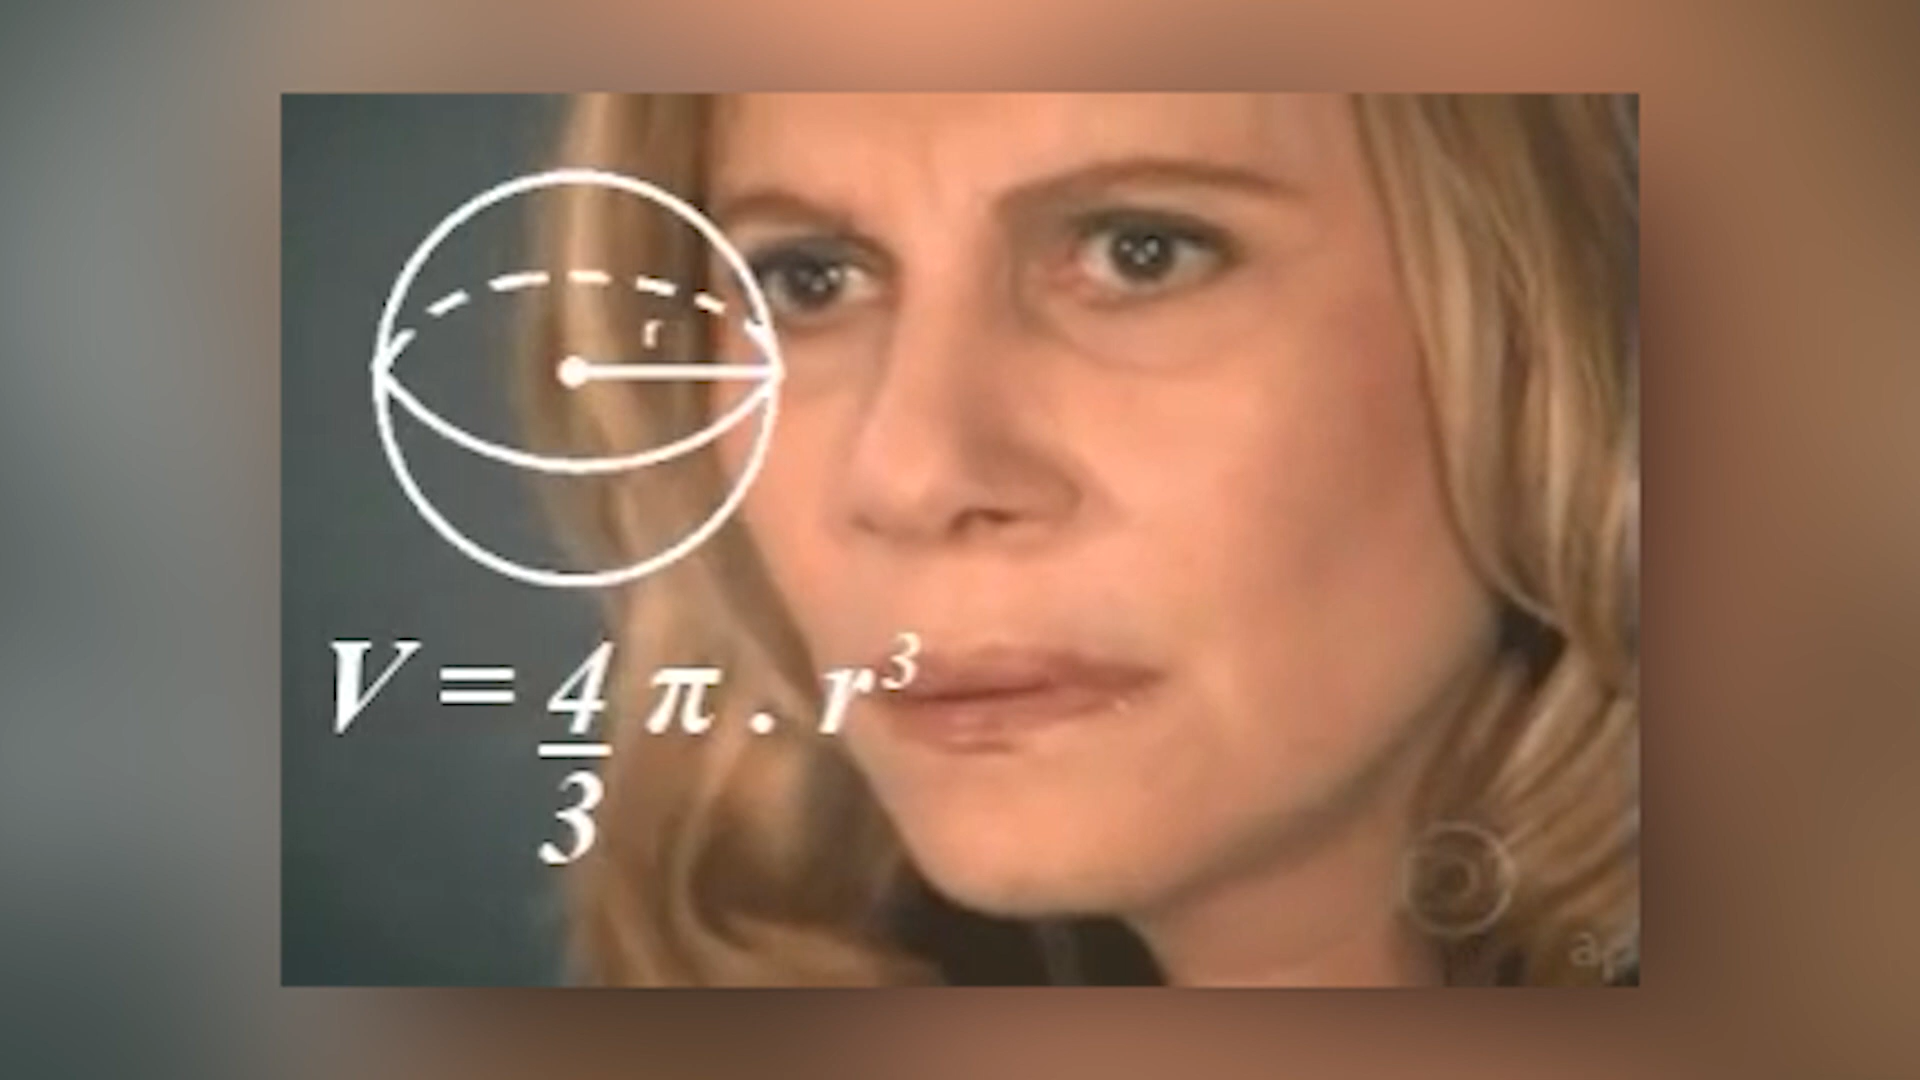 r
V = 4/3 π . r³